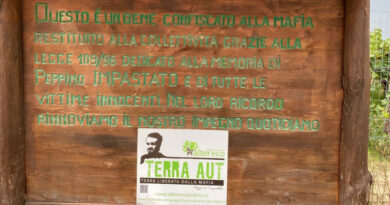 QUESTO È UN BENE CONFISCATO ALLA MAFIA
RESTITUITO ALLA COLLETTIVITÀ GRAZIE ALLA
LEGGE 109/96 DEDICATO ALLA MEMORIA DI
PEPPINO IMPASTATO E DI TUTTE LE
VITTIME INNOCENTI. NEL LORO RICORDO
RINNOVIAMO IL NOSTRO IMPEGNO QUOTIDIANO
altereco
TERRA AUT
TERRA LIBERATA DALLA MAFIA